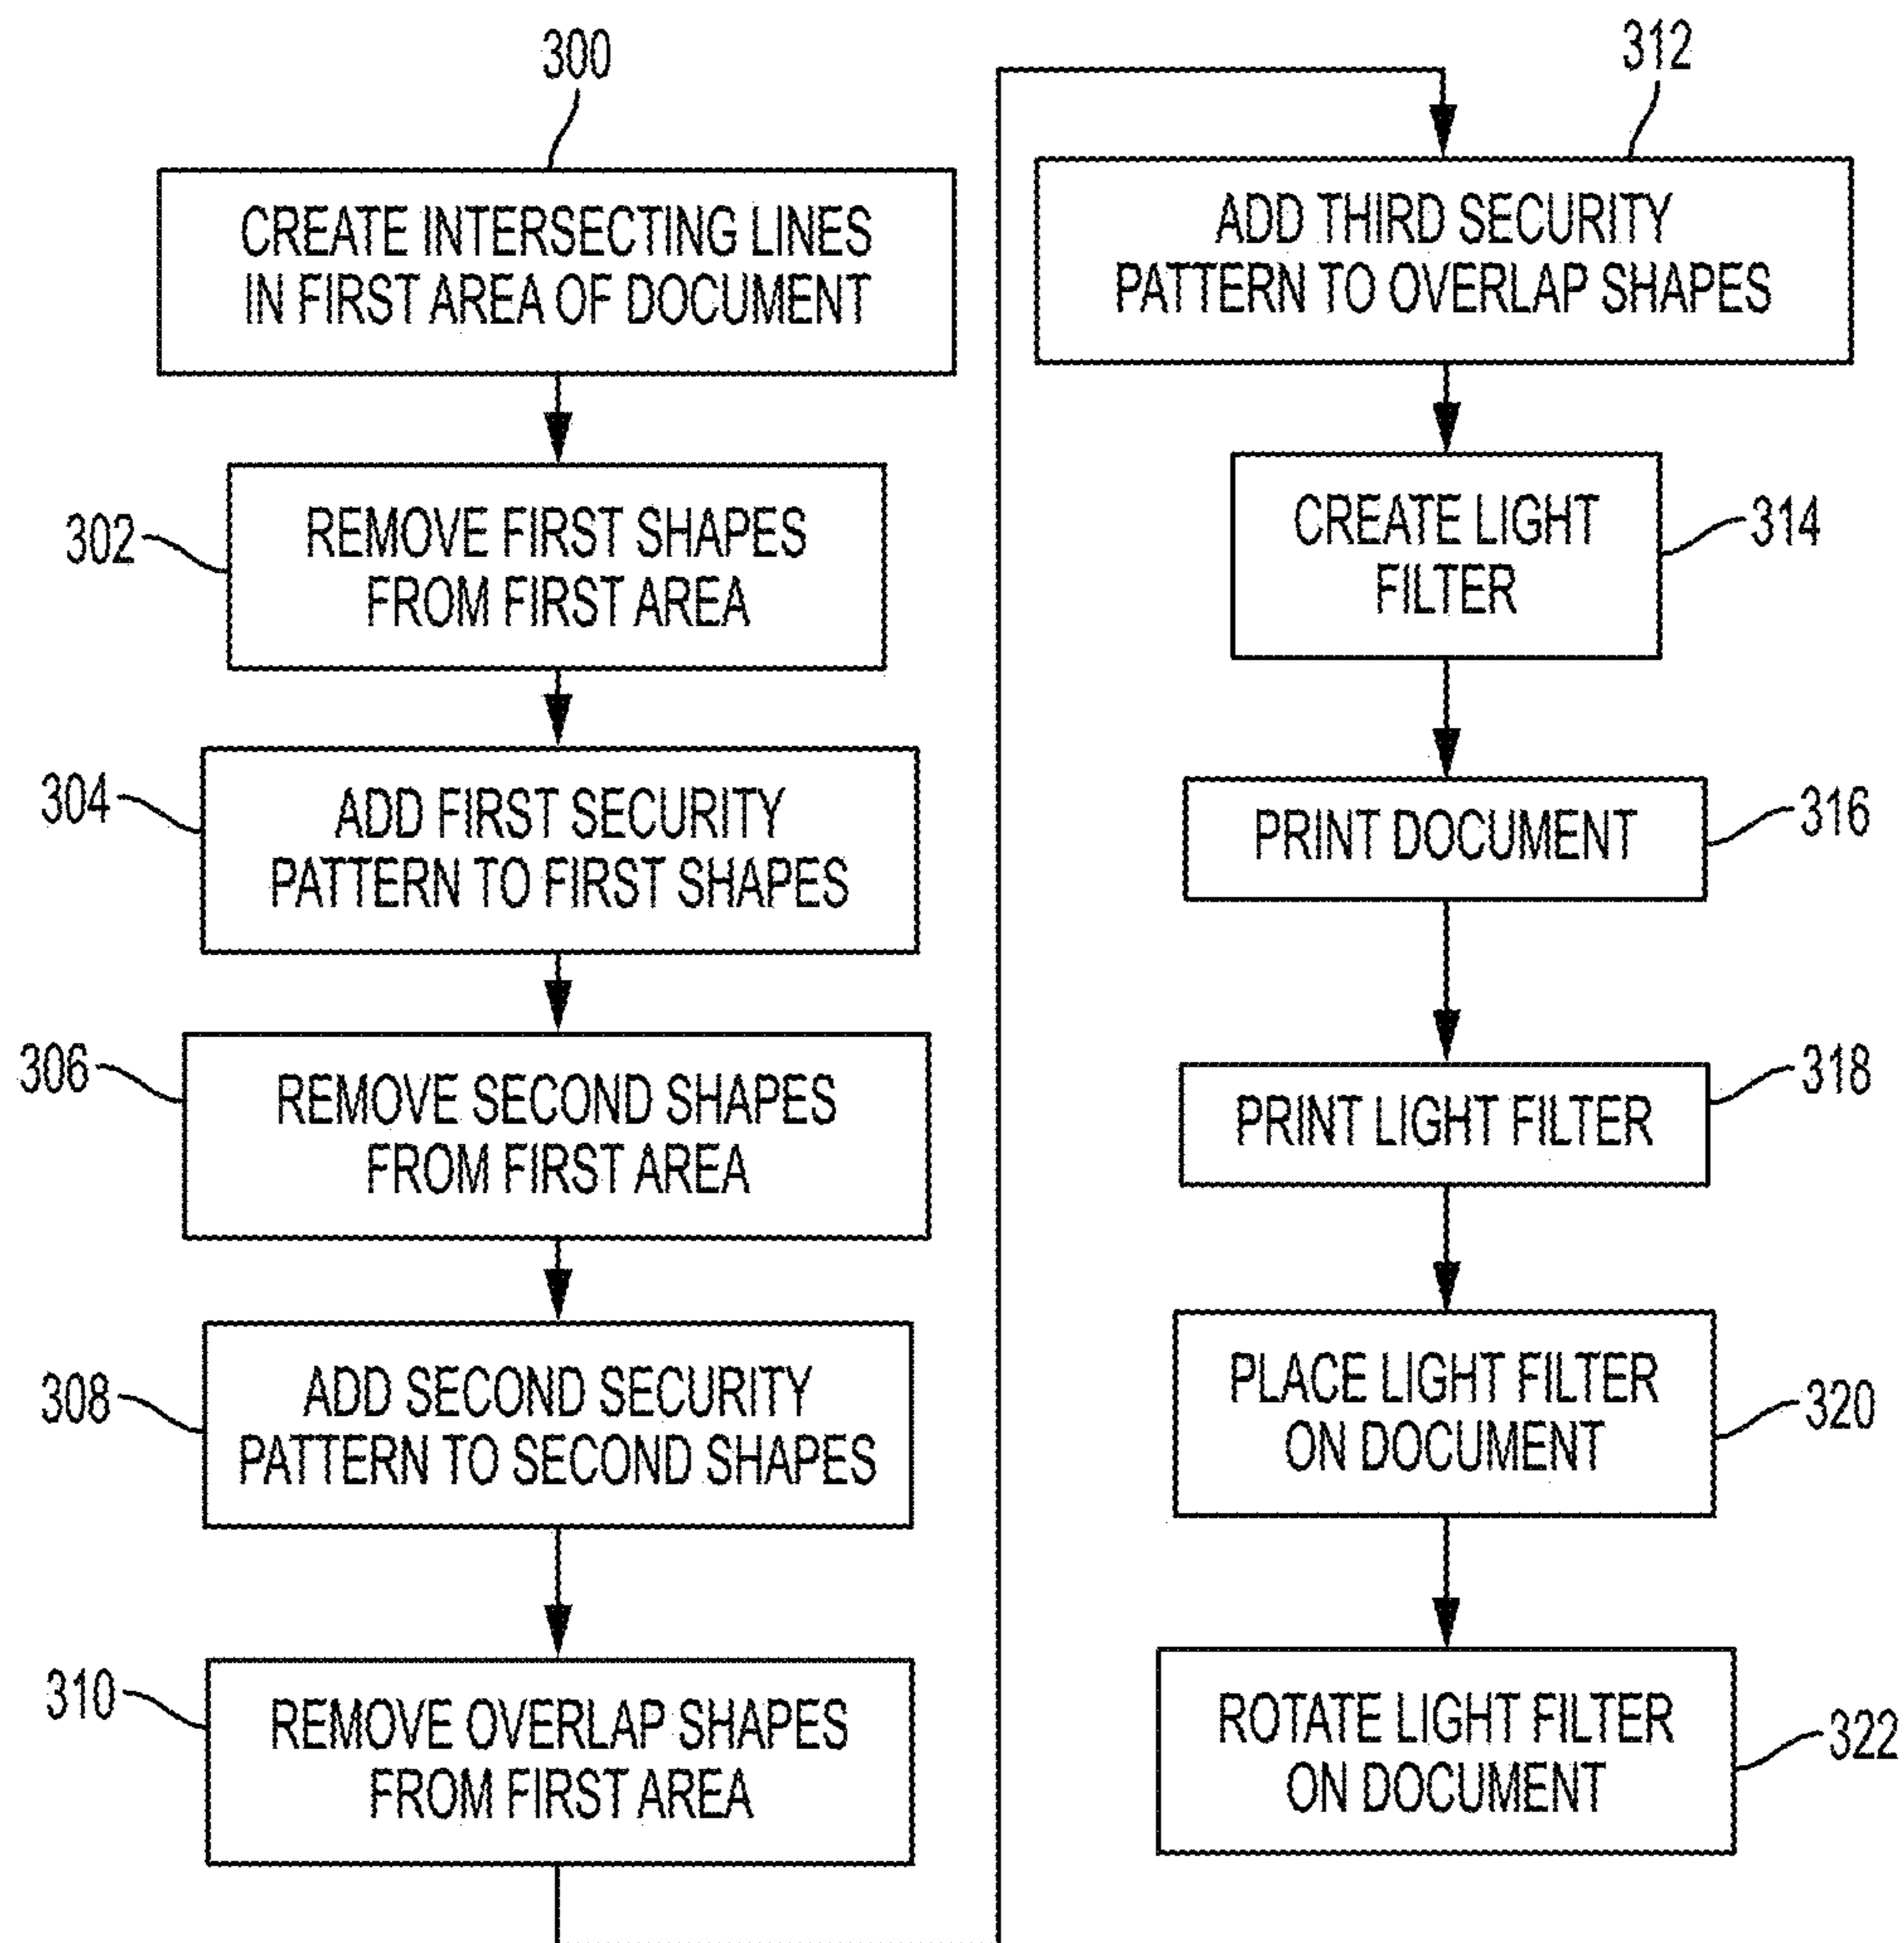 300
CREATE INTERSECTING LINES
IN FIRST AREA OF DOCUMENT
302
REMOVE FIRST SHAPES
FROM FIRST AREA
304
ADD FIRST SECURITY
PATTERN TO FIRST SHAPES
306
REMOVE SECOND SHAPES
FROM FIRST AREA
308
ADD SECOND SECURITY
PATTERN TO SECOND SHAPES
310
REMOVE OVERLAP SHAPES
FROM FIRST AREA
312
ADD THIRD SECURITY
PATTERN TO OVERLAP SHAPES
CREATE LIGHT
FILTER
314
PRINT DOCUMENT
316
PRINT LIGHT FILTER
318
PLACE LIGHT FILTER
ON DOCUMENT
320
ROTATE LIGHT FILTER
ON DOCUMENT
322